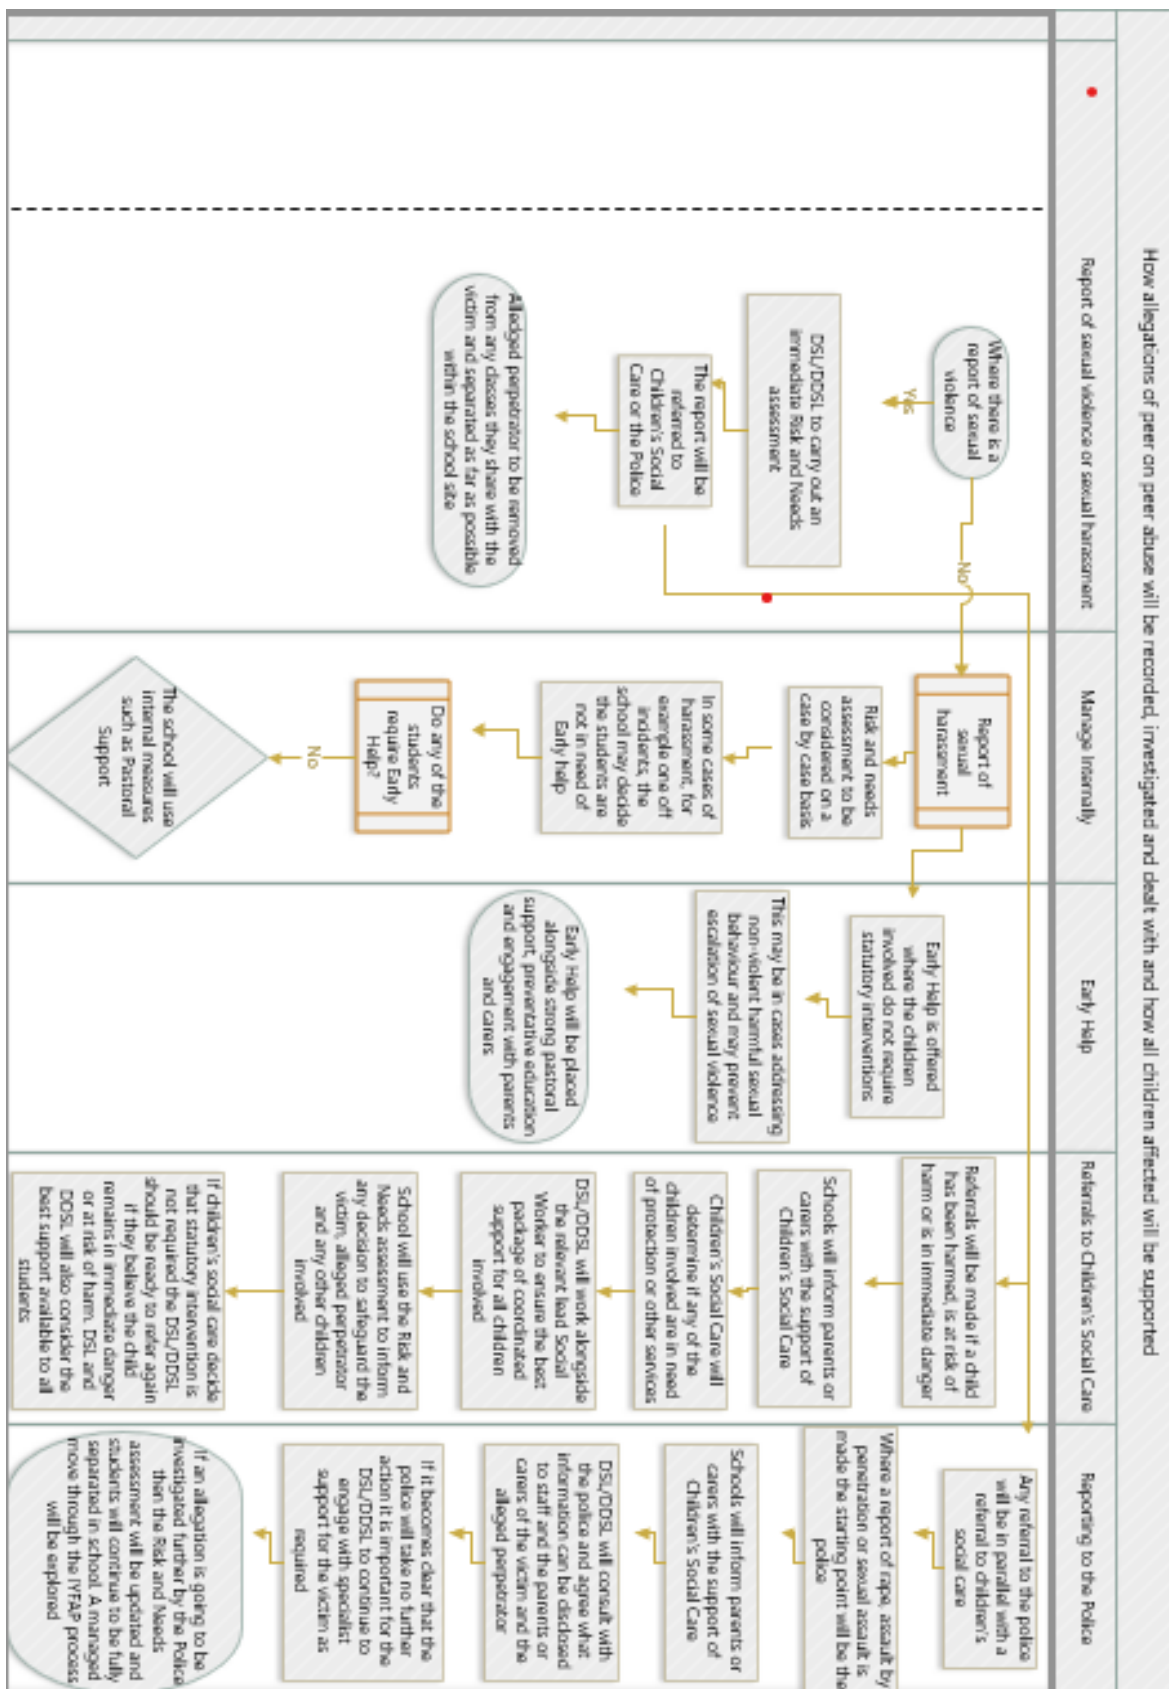 How allegations of peer on peer abuse will be recorded, investigated and dealt with and how all children affected will be supported
Report of sexual violence or sexual harassment
Where there is a
report of sexual
violence
Yes
No
DSL/DDSL to carry out an
immediate Risk and Needs
assessment
The report will be
referred to
Children's Social
Care or the Police
Alledged perpetrator to be removed
from any classes they share with the
victim and separated as far as possible
within the school site
Manage Internally
Report of
sexual
harassment
Risk and needs
assessment to be
considered on a
case by case basis
In some cases of
harassment, for
example one off
incidents, the
school may decide
the students are
not in need of
Early help
Do any of the
students
require Early
Help?
No
The school will use
internal measures
such as Pastoral
Support
Early Help
Early Help is offered
where the children
involved do not require
statutory interventions
This may be in cases addressing
non-violent harmful sexual
behaviour and may prevent
escalation of sexual violence
Early Help will be placed
alongside strong pastoral
support, preventative education
and engagement with parents
and carers
Referrals to Children's Social Care
Referrals will be made if a child
has been harmed, is at risk of
harm or is in immediate danger
Schools will inform parents or
carers with the support of
Children's Social Care
Children's Social Care will
determine if any of the
children involved are in need
of protection or other services
DSL/DDSL will work alongside
the relevant lead Social
Worker to ensure the best
package of coordinated
support for all children
involved
School will use the Risk and
Needs assessment to inform
any decision to safeguard the
victim, alleged perpetrator
and any other children
involved
If children's social care decide
that statutory intervention is
not required the DSL/DDSL
should be ready to refer again
if they believe the child
remains in immediate danger
or at risk of harm. DSL and
DDSL will also consider the
best support available to all
students
Reporting to the Police
Any referral to the police
will be in parallel with a
referral to children's
social care
Where a report of rape, assault by
penetration or sexual assault is
made the starting point will be the
police
Schools will inform parents or
carers with the support of
Children's Social Care
DSL/DDSL will consult with
the police and agree what
information can be disclosed
to staff and the parents or
carers of the victim and the
alleged perpetrator
If it becomes clear that the
police will take no further
action it is important for the
DSL/DDSL to continue to
engage with specialist
support for the victim as
required
If an allegation is going to be
investigated further by the Police
then the Risk and Needs
assessment will be updated and
students will continue to be fully
separated in school. A managed
move through the IYFAP process
will be explored